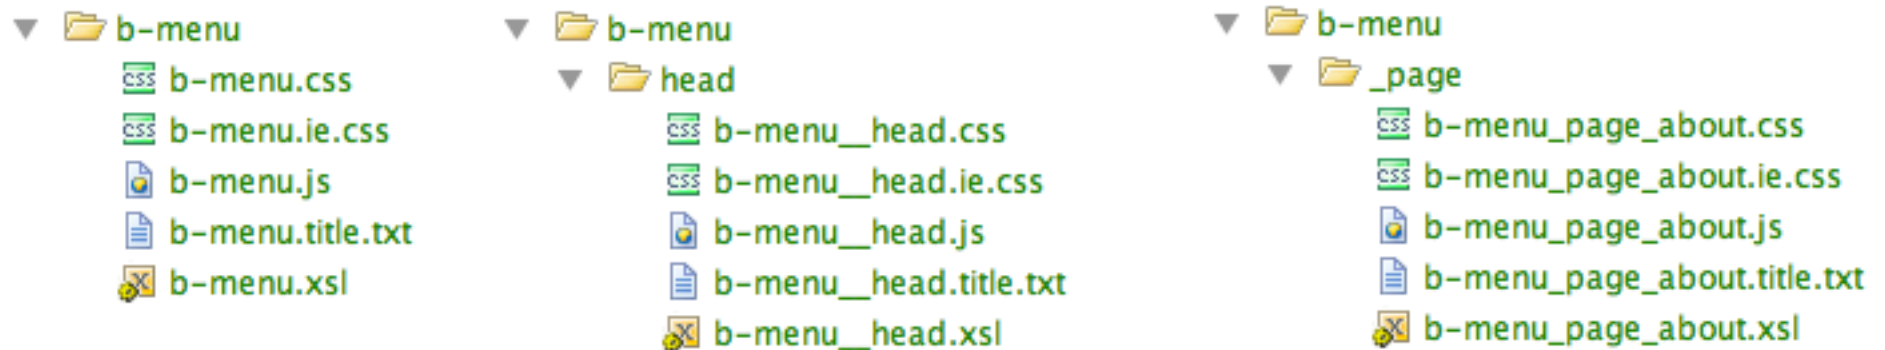 b-menu
b-menu.css
b-menu.ie.css
b-menu.js
b-menu.title.txt
b-menu.xsl
b-menu
head
b-menu__head.css
b-menu__head.ie.css
b-menu__head.js
b-menu__head.title.txt
b-menu__head.xsl
b-menu
_page
b-menu_page_about.css
b-menu_page_about.ie.css
b-menu_page_about.js
b-menu_page_about.title.txt
b-menu_page_about.xsl